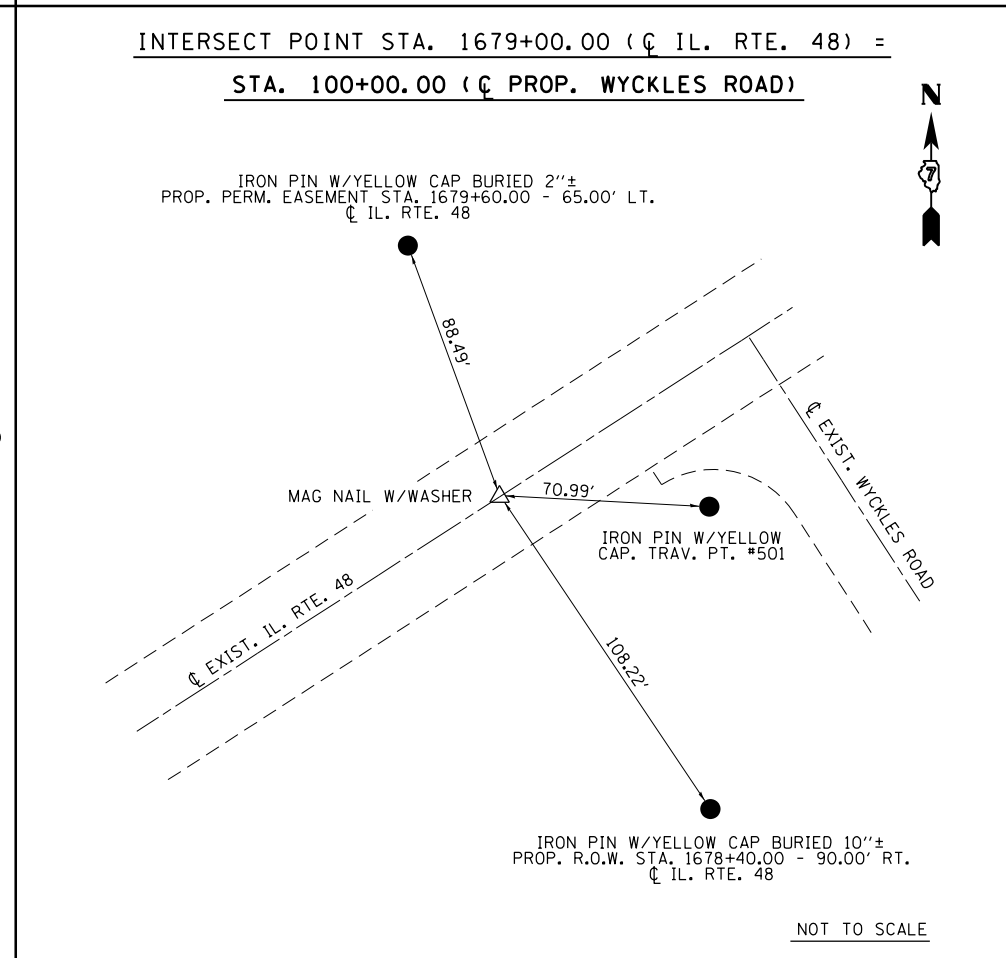 INTERSECT POINT STA. 1679+00.00 (℄ IL. RTE. 48) =
STA. 100+00.00 (℄ PROP. WYCKLES ROAD)
N
7
IRON PIN W/YELLOW CAP BURIED 2''±
PROP. PERM. EASEMENT STA. 1679+60.00 - 65.00' LT.
℄ IL. RTE. 48
88.49'
MAG NAIL W/WASHER
70.99'
℄ EXIST. WYCKLES ROAD
IRON PIN W/YELLOW
CAP. TRAV. PT. #501
℄ EXIST. IL. RTE. 48
108.22'
IRON PIN W/YELLOW CAP BURIED 10''±
PROP. R.O.W. STA. 1678+40.00 - 90.00' RT.
℄ IL. RTE. 48
NOT TO SCALE